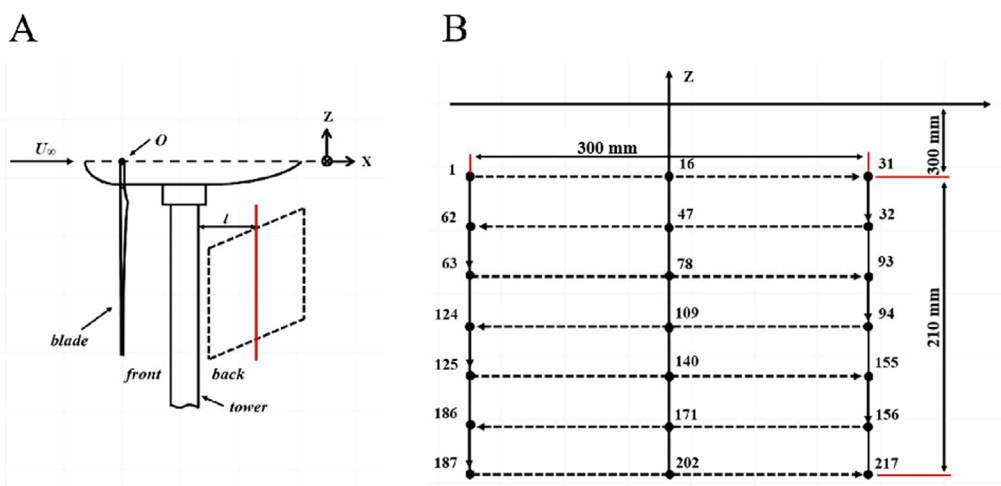 A
B
Z
O
U∞
Z
X
300 mm
300 mm
1
16
31
62
47
32
l
63
78
93
124
109
94
210 mm
blade
front
back
125
140
155
tower
186
171
156
187
202
217